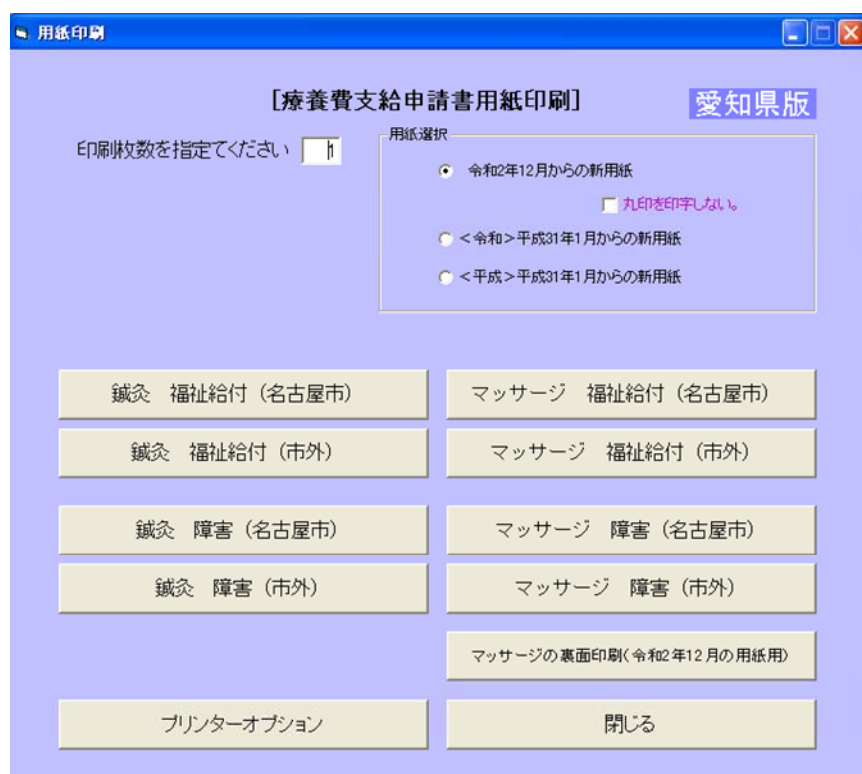 用紙印刷
[療養費支給申請書用紙印刷]
愛知県版
印刷枚数を指定てください 1
用紙選択
令和2年12月からの新用紙
丸印を印字しない。
<令和>平成31年1月からの新用紙
<平成>平成31年1月からの新用紙
鍼灸 福祉給付(名古屋市)
マッサージ 福祉給付(名古屋市)
鍼灸 福祉給付(市外)
マッサージ 福祉給付(市外)
鍼灸 障害(名古屋市)
マッサージ 障害(名古屋市)
鍼灸 障害(市外)
マッサージ 障害(市外)
マッサージの裏面印刷(令和2年12月の用紙用)
プリンターオプション
閉じる